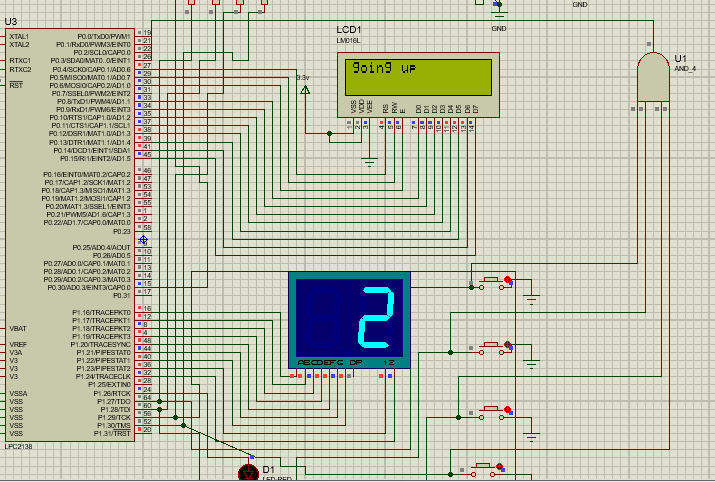 U3
XTAL1
XTAL2
RTXC1
RTXC2
RST
VBAT
VREF
V3A
V3
V3
V3
VSSA
VSS
VSS
VSS
VSS
VSS
LPC2138
P0.0/TxD0/PWM1 19
P0.1/RxD0/PWM3/EINT0 21
P0.2/SCL0/CAP0.0 22
P0.3/SDA0/MAT0.0/EINT1 26
P0.4/SCK0/CAP0.1/AD0.6 27
P0.5/MISO0/MAT0.1/AD0.7 29
P0.6/MOSI0/CAP0.2/AD1.0 30
P0.7/SSEL0/PWM2/EINT2 31
P0.8/TxD1/PWM4/AD1.1 33
P0.9/RxD1/PWM6/EINT3 34
P0.10/RTS1/CAP1.0/AD1.2 35
P0.11/CTS1/CAP1.1/SCL1 37
P0.12/DSR1/MAT1.0/AD1.3 38
P0.13/DTR1/MAT1.1/AD1.4 39
P0.14/DCD1/EINT1/SDA1 41
P0.15/RI1/EINT2/AD1.5 45
P0.16/EINT0/MAT0.2/CAP0.2 46
P0.17/CAP1.2/SCK1/MAT1.2 47
P0.18/CAP1.3/MISO1/MAT1.3 53
P0.19/MAT1.2/MOSI1/CAP1.2 54
P0.20/MAT1.3/SSEL1/EINT3 55
P0.21/PWM5/AD1.6/CAP1.3 1
P0.22/AD1.7/CAP0.0/MAT0.0 2
P0.23 58
P0.25/AD0.4/AOUT 9
P0.26/AD0.5 10
P0.27/AD0.0/CAP0.1/MAT0.1 11
P0.28/AD0.1/CAP0.2/MAT0.2 13
P0.29/AD0.2/CAP0.3/MAT0.3 14
P0.30/AD0.3/EINT3/CAP0.0 15
P0.31 17
P1.16/TRACEPKT0 16
P1.17/TRACEPKT1 12
P1.18/TRACEPKT2 8
P1.19/TRACEPKT3 4
P1.20/TRACESYNC 48
P1.21/PIPESTAT0 44
P1.22/PIPESTAT1 40
P1.23/PIPESTAT2 36
P1.24/TRACECLK 32
P1.25/EXTIN0 28
P1.26/RTCK 24
P1.27/TDO 64
P1.28/TDI 60
P1.29/TCK 56
P1.30/TMS 52
P1.31/TRST 20
LCD1
LM016L
going up
3.3v
VSS VDD VEE RS RW E D0 D1 D2 D3 D4 D5 D6 D7
1 2 3 4 5 6 7 8 9 10 11 12 13 14
GND
GND
U1
AND_4
2
ABCDEFG DP 12
D1
LED-RED